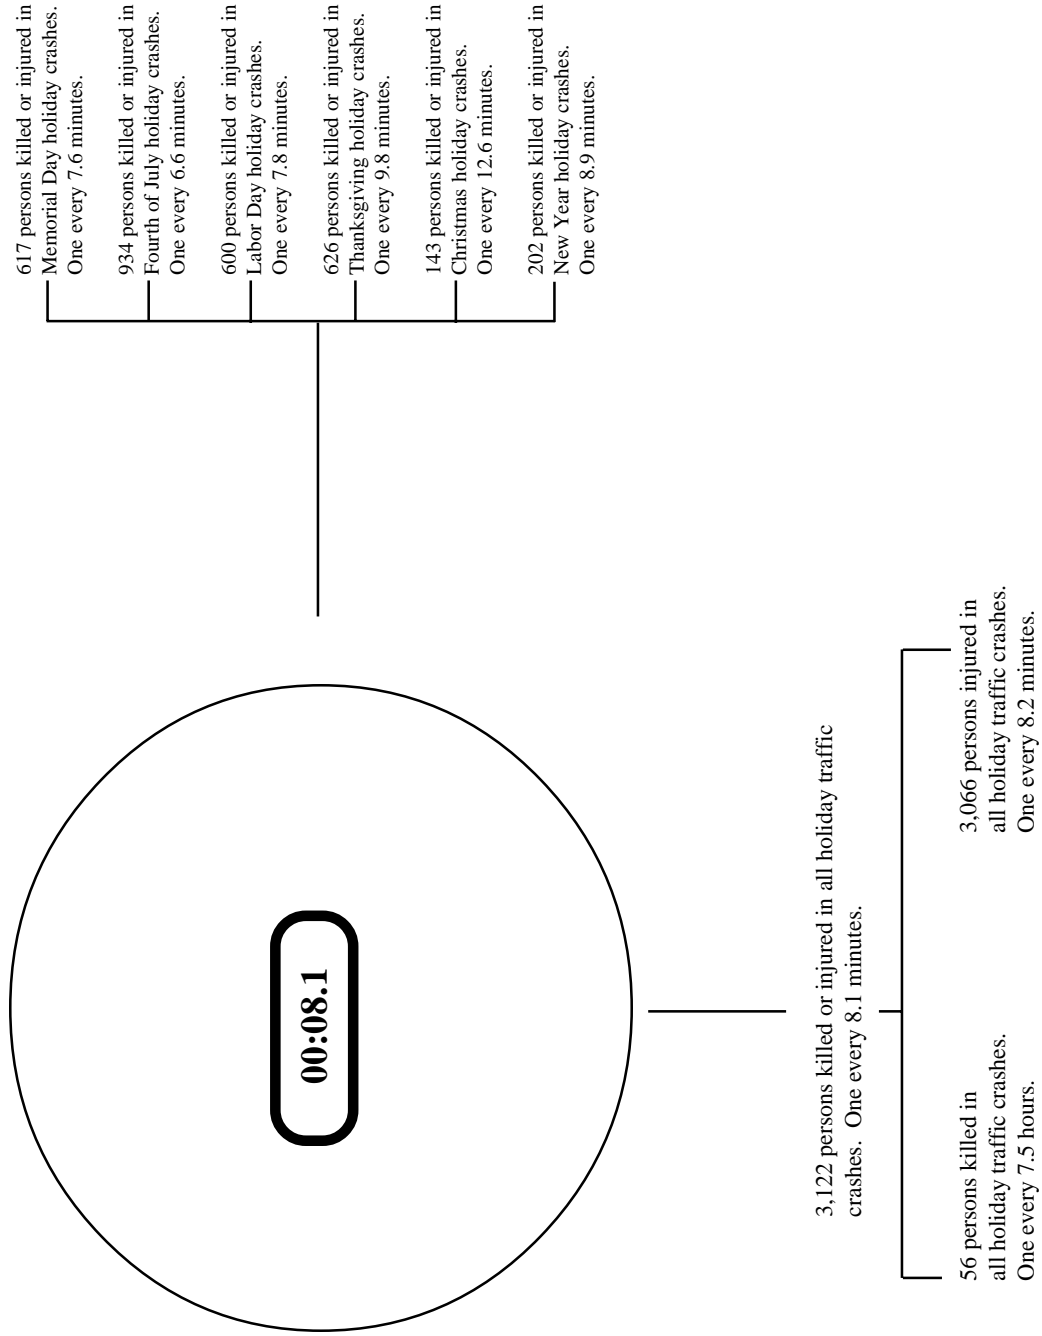 617 persons killed or injured in
Memorial Day holiday crashes.
One every 7.6 minutes.
934 persons killed or injured in
Fourth of July holiday crashes.
One every 6.6 minutes.
600 persons killed or injured in
Labor Day holiday crashes.
One every 7.8 minutes.
626 persons killed or injured in
Thanksgiving holiday crashes.
One every 9.8 minutes.
143 persons killed or injured in
Christmas holiday crashes.
One every 12.6 minutes.
202 persons killed or injured in
New Year holiday crashes.
One every 8.9 minutes.
00:08.1
3,122 persons killed or injured in all holiday traffic
crashes. One every 8.1 minutes.
56 persons killed in
all holiday traffic crashes.
One every 7.5 hours.
3,066 persons injured in
all holiday traffic crashes.
One every 8.2 minutes.